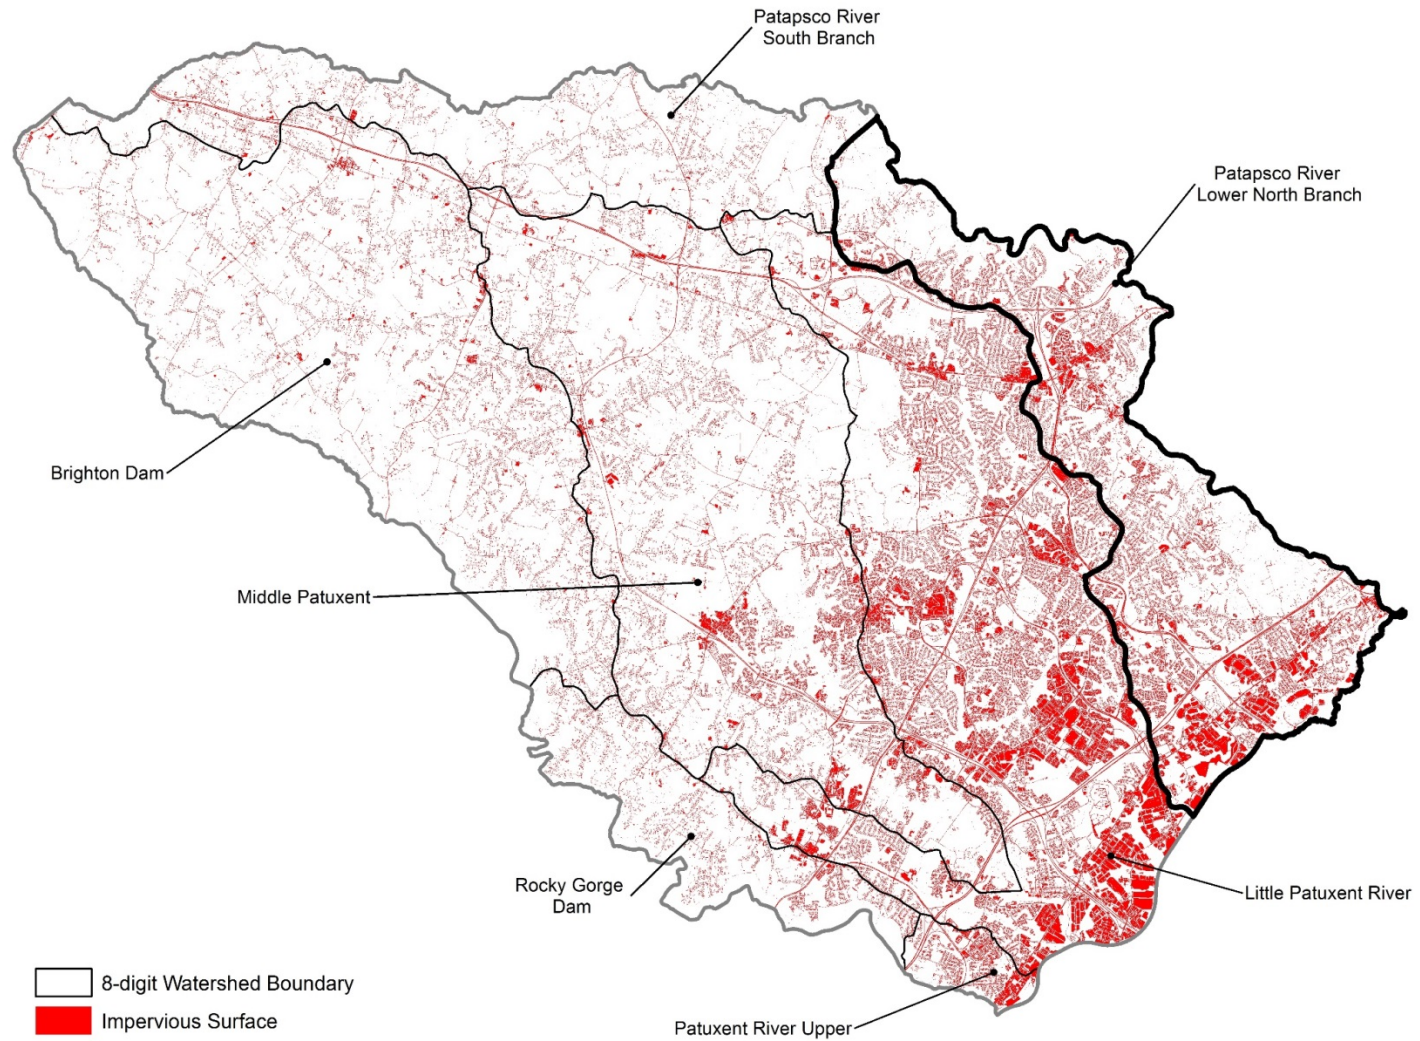 Patapsco River
South Branch
Patapsco River
Lower North Branch
Brighton Dam
Middle Patuxent
Rocky Gorge
Dam
Little Patuxent River
8-digit Watershed Boundary
Impervious Surface
Patuxent River Upper